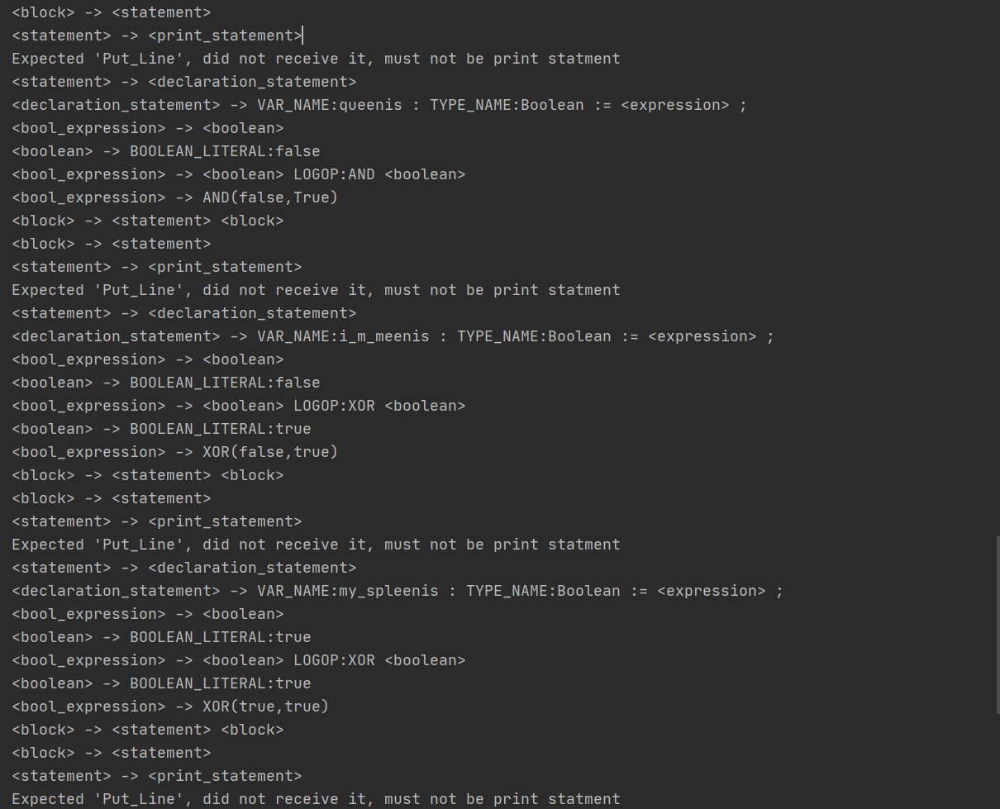 <block> -> <statement>
<statement> -> <print_statement>
Expected 'Put_Line', did not receive it, must not be print statment
<statement> -> <declaration_statement>
<declaration_statement> -> VAR_NAME:queenis : TYPE_NAME:Boolean := <expression> ;
<bool_expression> -> <boolean>
<boolean> -> BOOLEAN_LITERAL:false
<bool_expression> -> <boolean> LOGOP:AND <boolean>
<bool_expression> -> AND(false,True)
<block> -> <statement> <block>
<block> -> <statement>
<statement> -> <print_statement>
Expected 'Put_Line', did not receive it, must not be print statment
<statement> -> <declaration_statement>
<declaration_statement> -> VAR_NAME:i_m_meenis : TYPE_NAME:Boolean := <expression> ;
<bool_expression> -> <boolean>
<boolean> -> BOOLEAN_LITERAL:false
<bool_expression> -> <boolean> LOGOP:XOR <boolean>
<boolean> -> BOOLEAN_LITERAL:true
<bool_expression> -> XOR(false,true)
<block> -> <statement> <block>
<block> -> <statement>
<statement> -> <print_statement>
Expected 'Put_Line', did not receive it, must not be print statment
<statement> -> <declaration_statement>
<declaration_statement> -> VAR_NAME:my_spleenis : TYPE_NAME:Boolean := <expression> ;
<bool_expression> -> <boolean>
<boolean> -> BOOLEAN_LITERAL:true
<bool_expression> -> <boolean> LOGOP:XOR <boolean>
<boolean> -> BOOLEAN_LITERAL:true
<bool_expression> -> XOR(true,true)
<block> -> <statement> <block>
<block> -> <statement>
<statement> -> <print_statement>
Expected 'Put_Line', did not receive it, must not be print statment